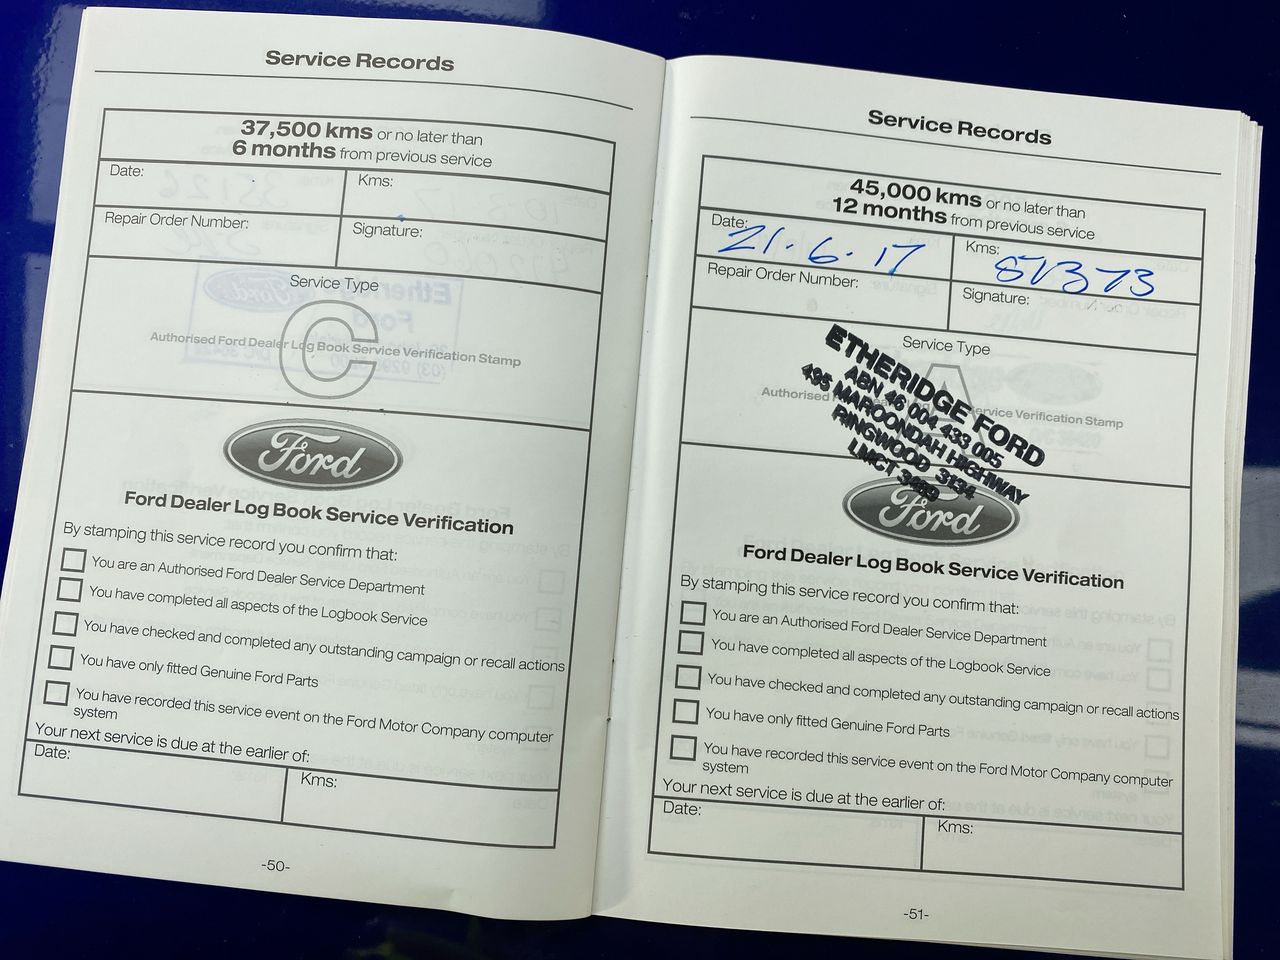 Service Records
37,500 kms or no later than
6 months from previous service
Date:
Kms:
Repair Order Number:
Signature:
Service Type
C
Authorised Ford Dealer Log Book Service Verification Stamp
Ford
Ford Dealer Log Book Service Verification
By stamping this service record you confirm that:
You are an Authorised Ford Dealer Service Department
You have completed all aspects of the Logbook Service
You have checked and completed any outstanding campaign or recall actions
You have only fitted Genuine Ford Parts
You have recorded this service event on the Ford Motor Company computer
system
Your next service is due at the earlier of:
Date:
Kms:
-50-
Service Records
45,000 kms or no later than
12 months from previous service
Date: 21.6.17
Kms:
Repair Order Number:
Signature:
Service Type
A
Authorised Service Verification Stamp
ETHERIDGE FORD
ABN 46 004 433 005
495 MAROONDAH HIGHWAY
RINGWOOD 3134
LMCT
Ford
Ford Dealer Log Book Service Verification
By stamping this service record you confirm that:
You are an Authorised Ford Dealer Service Department
You have completed all aspects of the Logbook Service
You have checked and completed any outstanding campaign or recall actions
You have only fitted Genuine Ford Parts
You have recorded this service event on the Ford Motor Company computer
system
Your next service is due at the earlier of:
Date:
Kms:
-51-